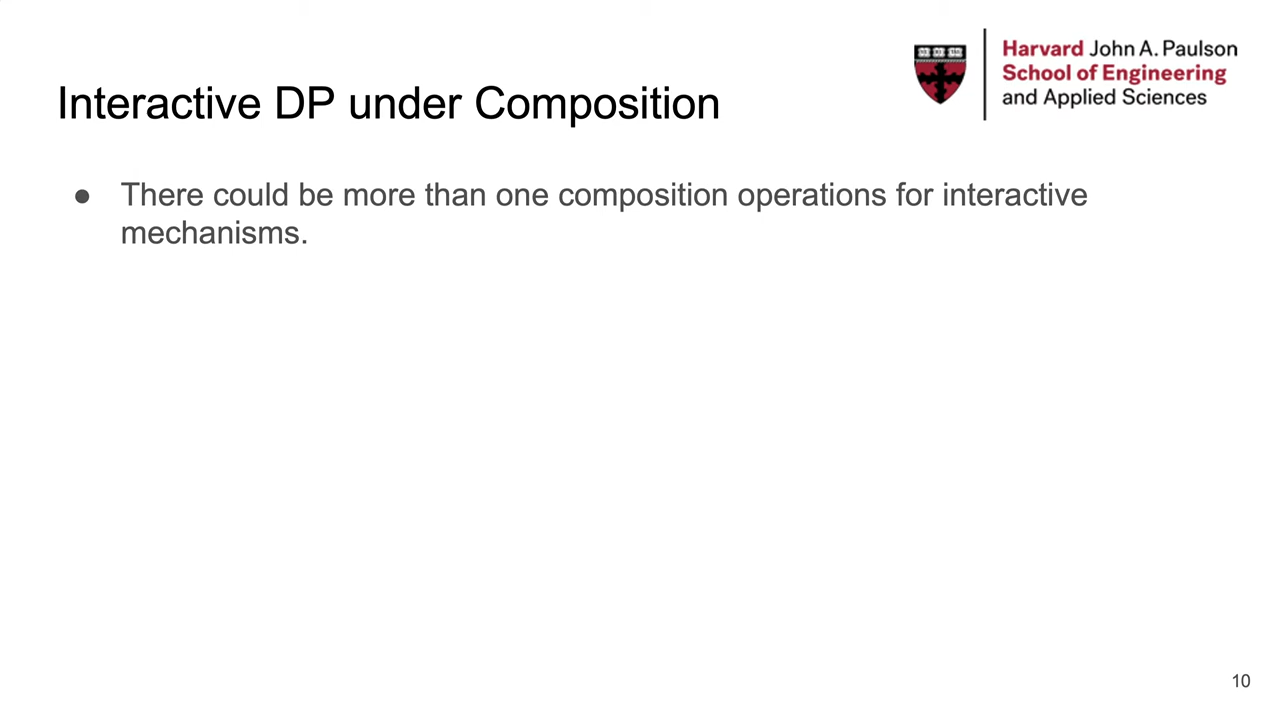 Harvard John A. Paulson
School of Engineering
and Applied Sciences
Interactive DP under Composition
● There could be more than one composition operations for interactive
mechanisms.
10